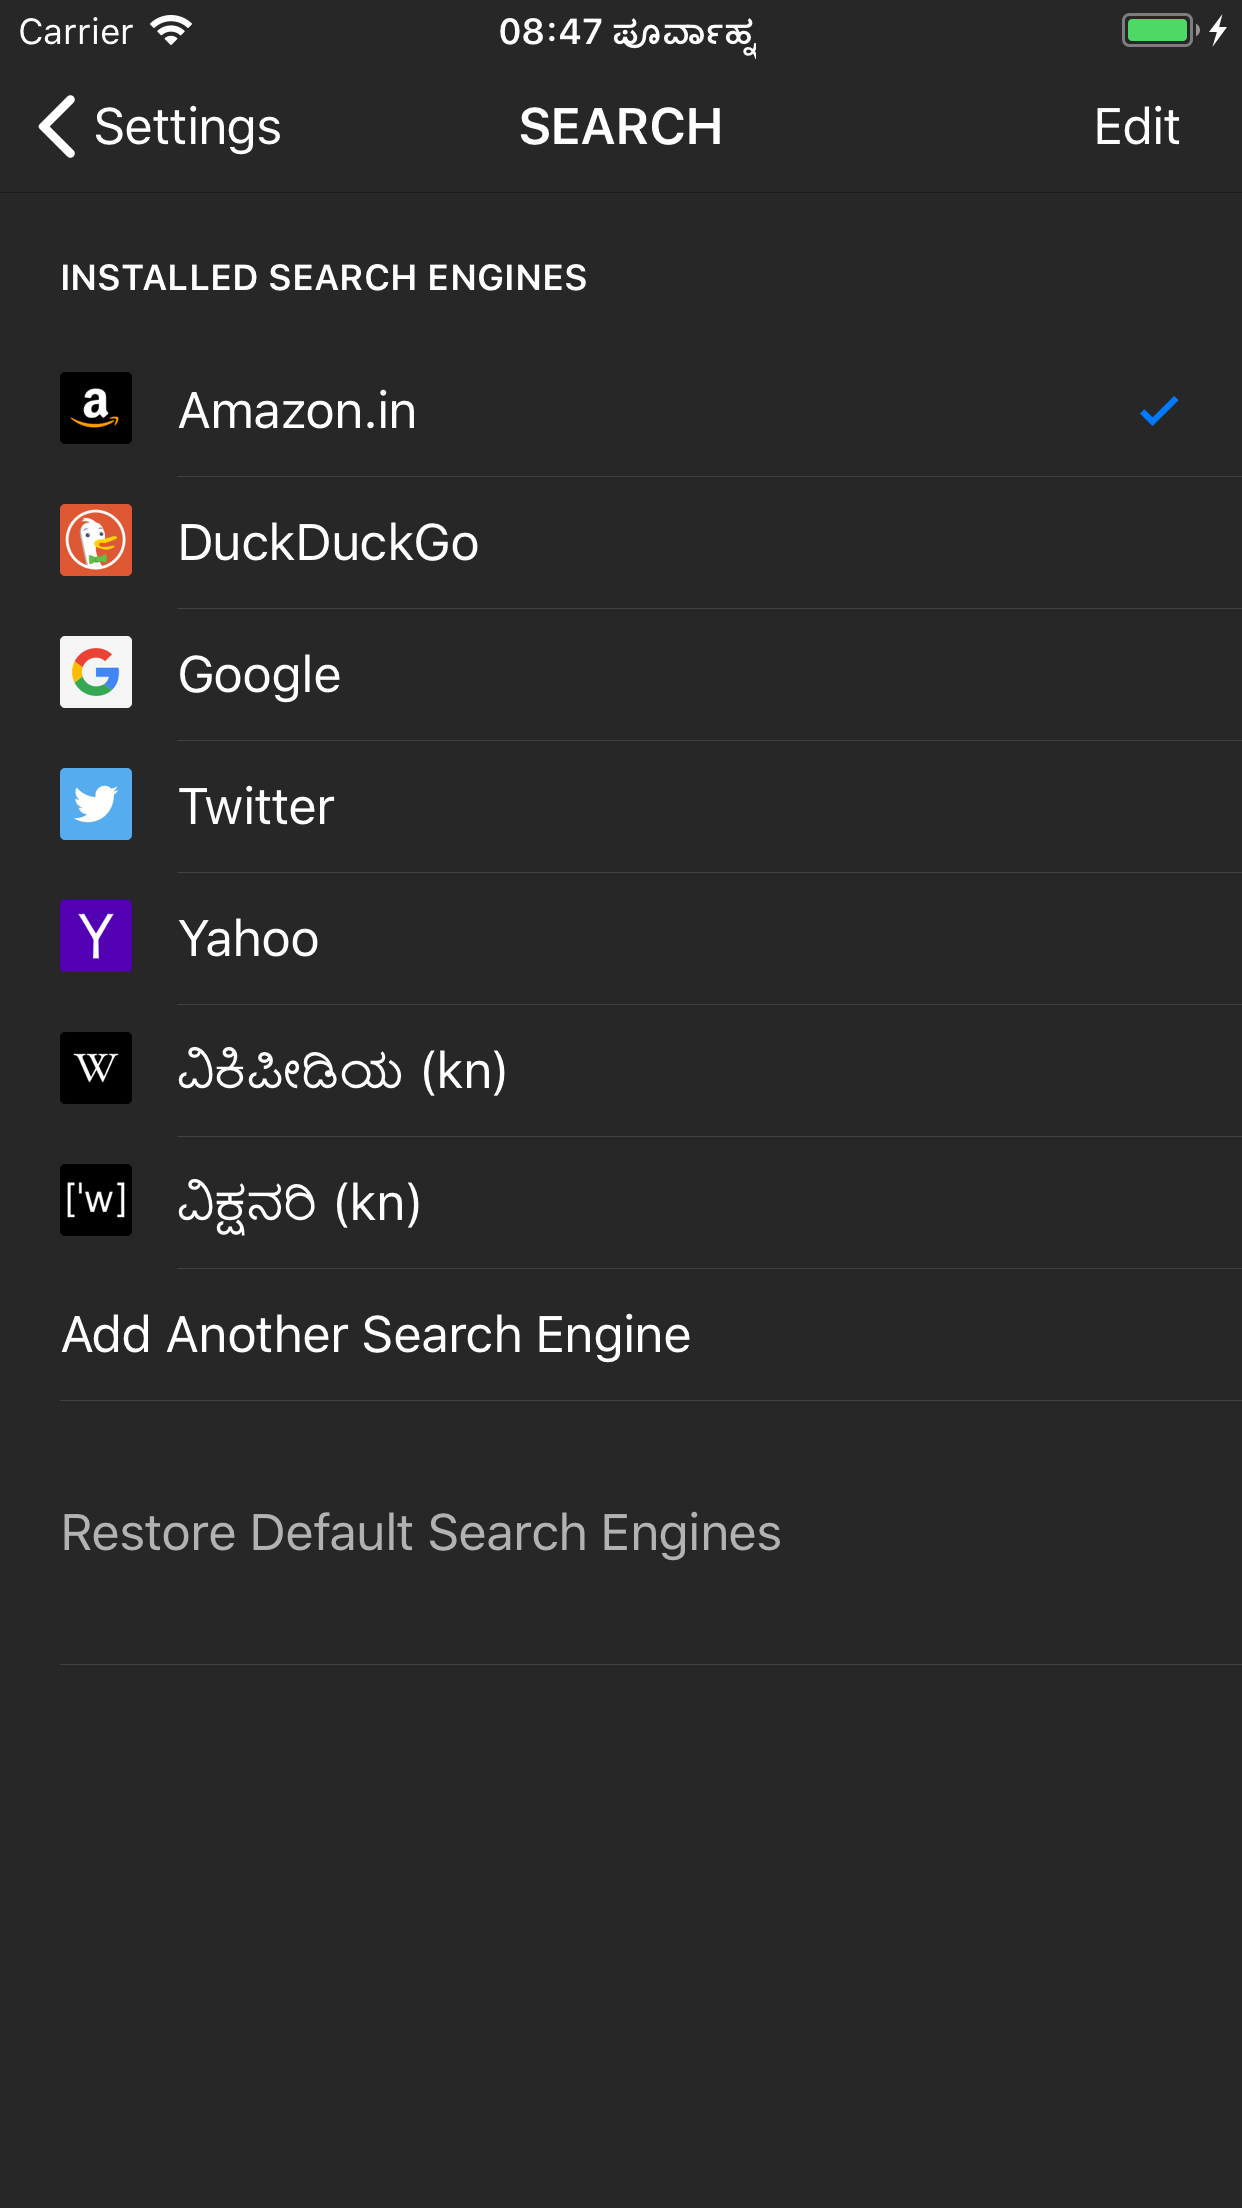 Carrier 08:47 ಪೂರ್ವಾಹ್ನ
Settings SEARCH Edit
INSTALLED SEARCH ENGINES
a Amazon.in
DuckDuckGo
G Google
Twitter
Y Yahoo
W ವಿಕಿಪೀಡಿಯ (kn)
['w] ವಿಕ್ಷನರಿ (kn)
Add Another Search Engine
Restore Default Search Engines